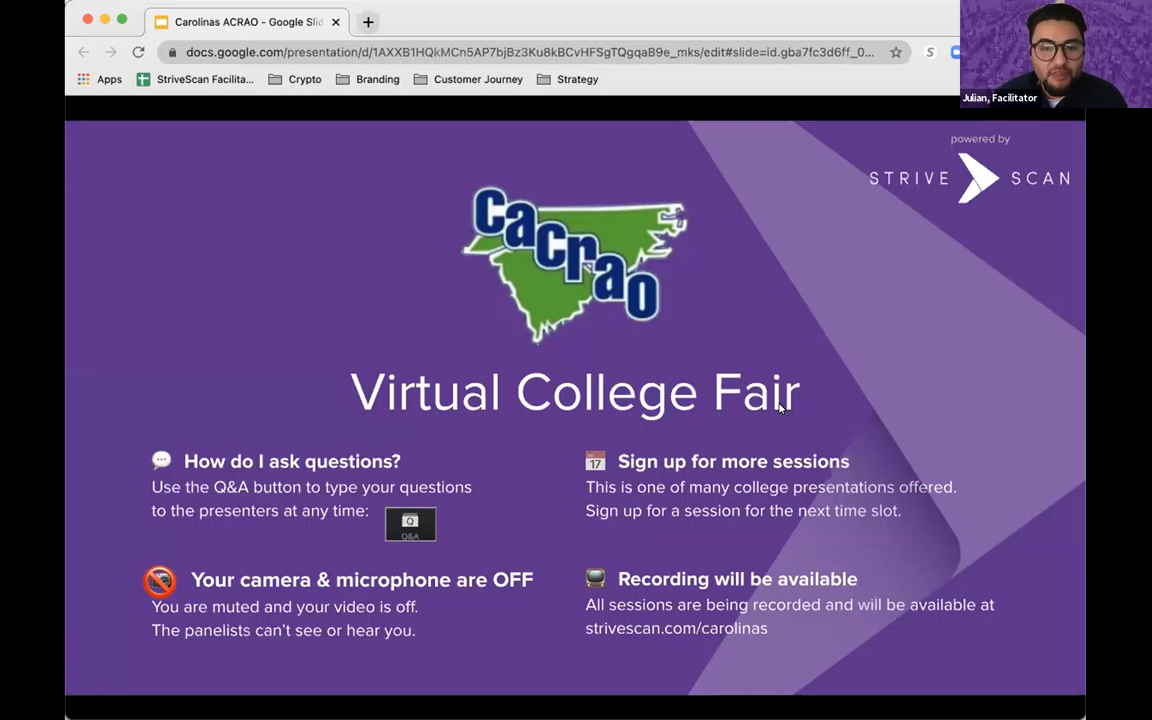 Carolinas ACRAO - Google Slid
docs.google.com/presentation/d/1AXXB1HQkMCn5AP7bjBz3Ku8kBCvHFSgTQgqaB9e_mks/edit#slide=id.gba7fc3d6ff_0...
Apps
StriveScan Facilita...
Crypto
Branding
Customer Journey
Strategy
Julian, Facilitator
powered by
STRIVE SCAN
CACRAO
Virtual College Fair
How do I ask questions?
Use the Q&A button to type your questions
to the presenters at any time:
Q
Q&A
Your camera & microphone are OFF
You are muted and your video is off.
The panelists can't see or hear you.
17
Sign up for more sessions
This is one of many college presentations offered.
Sign up for a session for the next time slot.
Recording will be available
All sessions are being recorded and will be available at
strivescan.com/carolinas